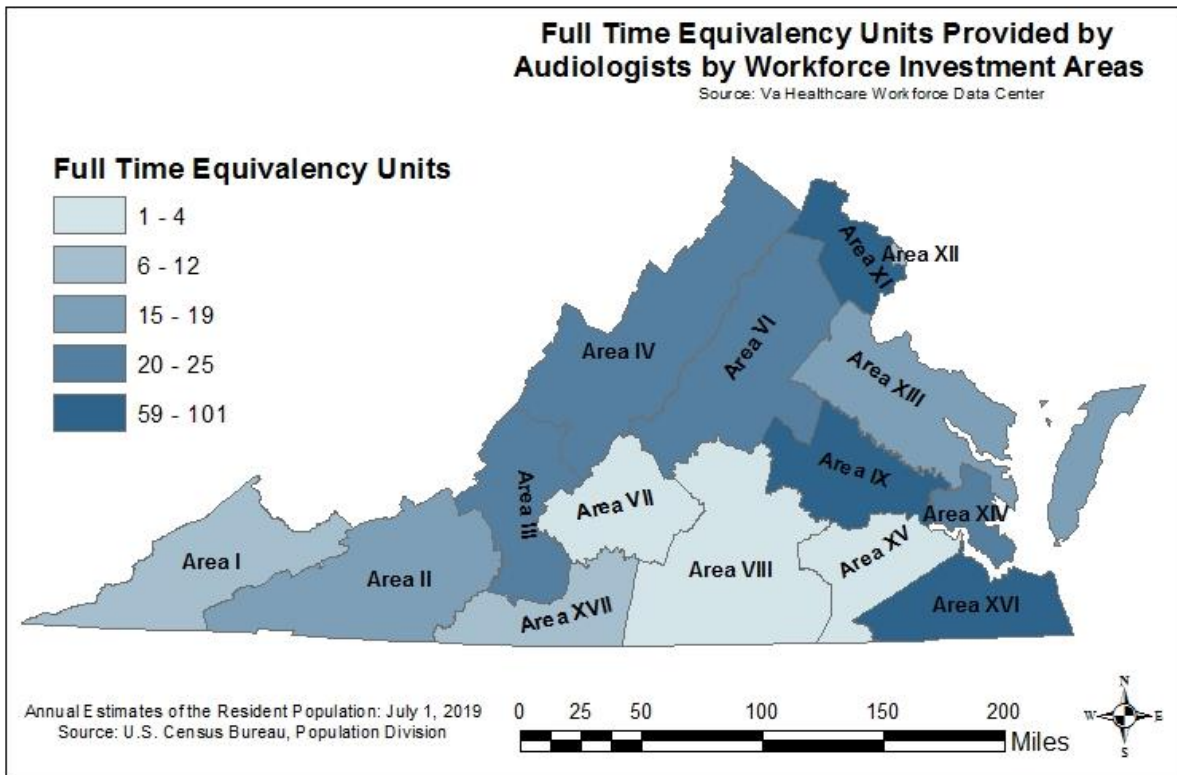 Full Time Equivalency Units Provided by
Audiologists by Workforce Investment Areas
Source: Va Healthcare Workforce Data Center
Full Time Equivalency Units
1 - 4
6 - 12
15 - 19
20 - 25
59 - 101
Area XII
Area XI
Area IV
Area VI
Area XIII
Area IX
Area III
Area VII
Area XIV
Area XV
Area I
Area II
Area VIII
Area XVII
Area XVI
Annual Estimates of the Resident Population: July 1, 2019
Source: U.S. Census Bureau, Population Division
0 25 50 100 150 200
Miles
N
W E
S